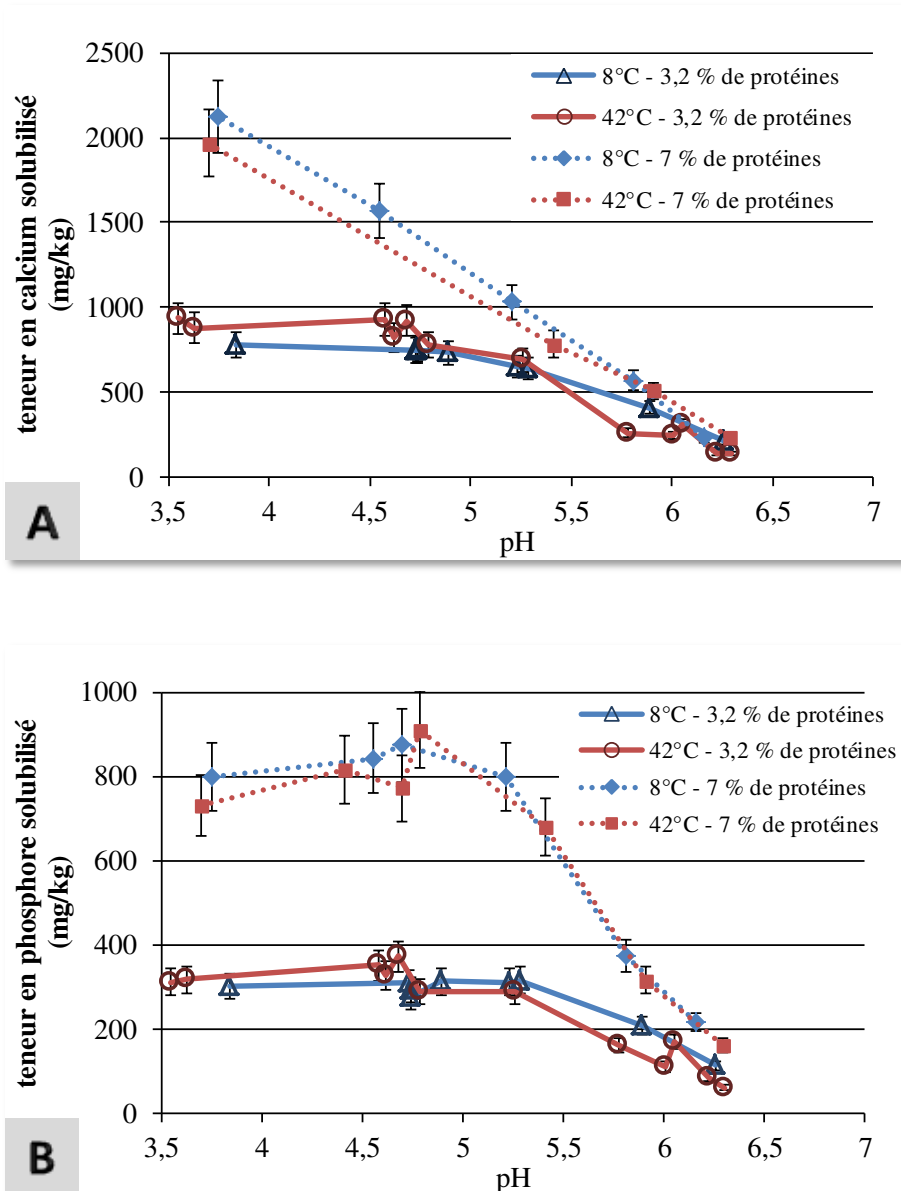 teneur en calcium solubilisé
(mg/kg)
2500
2000
1500
1000
500
0
8°C - 3,2 % de protéines
42°C - 3,2 % de protéines
8°C - 7 % de protéines
42°C - 7 % de protéines
3,5 4 4,5 5 5,5 6 6,5 7
pH
A
teneur en phosphore solubilisé
(mg/kg)
1000
800
600
400
200
0
8°C - 3,2 % de protéines
42°C - 3,2 % de protéines
8°C - 7 % de protéines
42°C - 7 % de protéines
3,5 4 4,5 5 5,5 6 6,5 7
pH
B